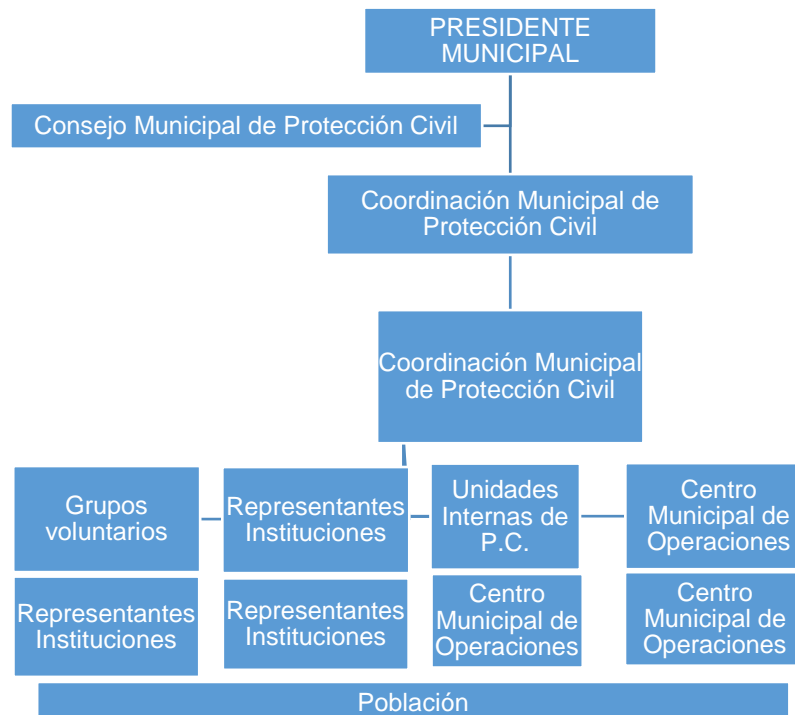 PRESIDENTE
MUNICIPAL
Consejo Municipal de Protección Civil
Coordinación Municipal de
Protección Civil
Coordinación Municipal
de Protección Civil
Grupos
voluntarios
Representantes
Instituciones
Unidades
Internas de
P.C.
Centro
Municipal de
Operaciones
Representantes
Instituciones
Representantes
Instituciones
Centro
Municipal de
Operaciones
Centro
Municipal de
Operaciones
Población